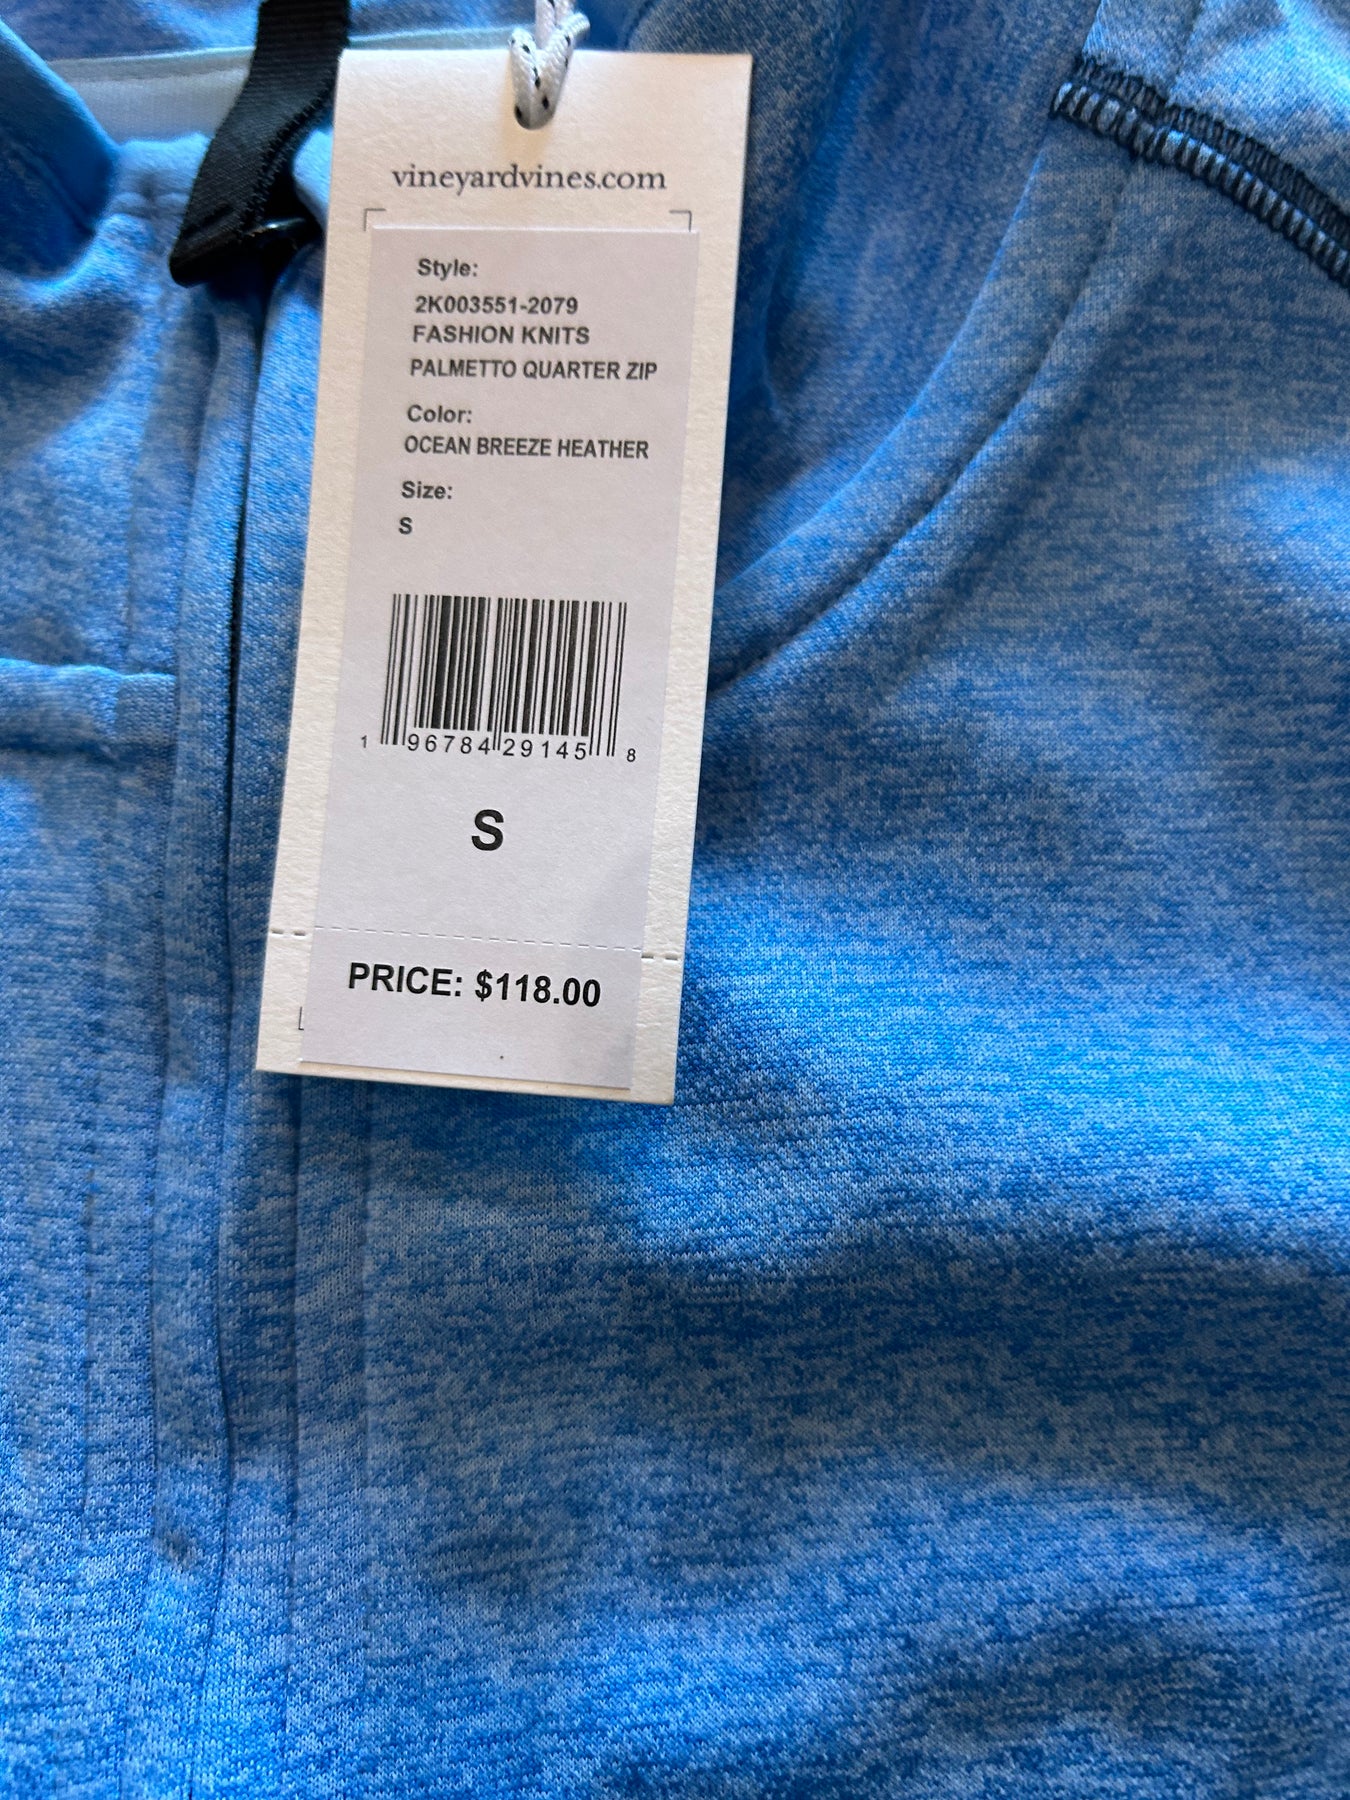 vineyardvines.com
Style:
2K003551-2079
FASHION KNITS
PALMETTO QUARTER ZIP
Color:
OCEAN BREEZE HEATHER
Size:
S
1 96784 29145 8
S
PRICE: $118.00